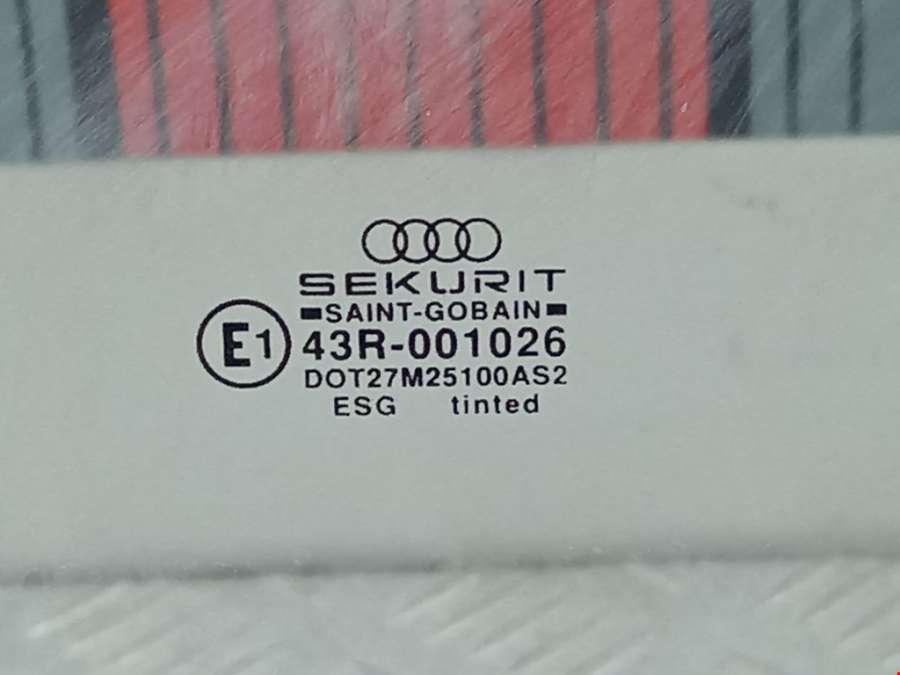 SEKURIT
SAINT-GOBAIN
E1 43R-001026
DOT27M25100AS2
ESG tinted